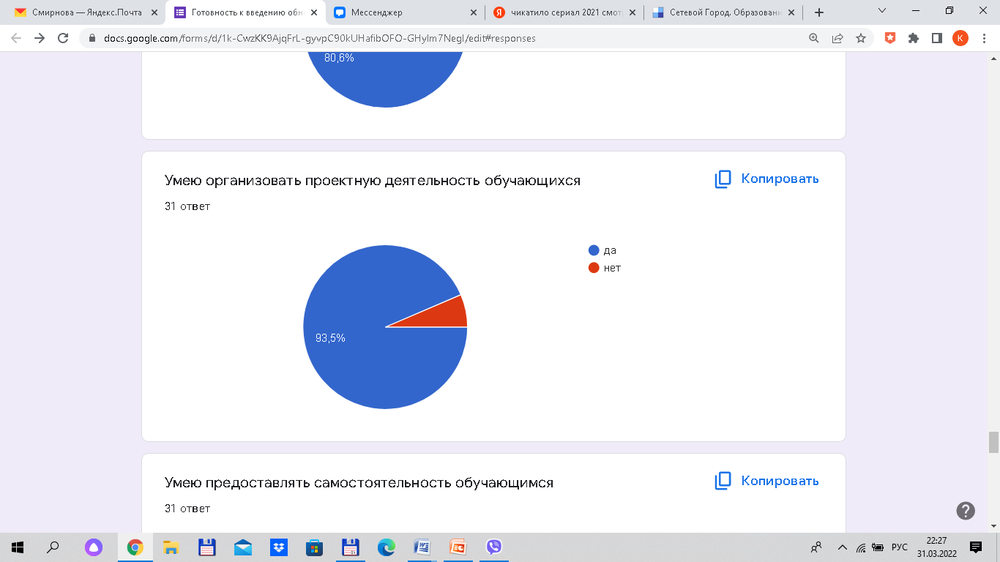 Смирнова — Яндекс.Почта
Готовность к введению обн
Мессенджер
Я
чикатило сериал 2021 смот
Сетевой Город. Образовани
docs.google.com/forms/d/1k-CwzKK9AjqFrL-gyvpC90kUHafibOFO-GHylm7NegI/edit#responses
К
80,6%
Умею организовать проектную деятельность обучающихся
Копировать
31 ответ
да
нет
93,5%
Умею предоставлять самостоятельность обучающимся
Копировать
31 ответ
РУС
22:27
31.03.2022